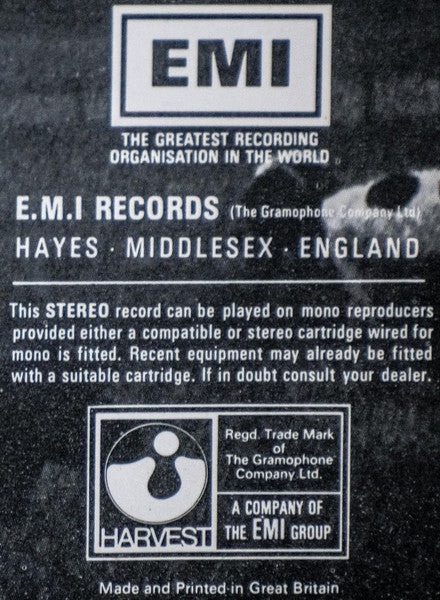 EMI
THE GREATEST RECORDING
ORGANISATION IN THE WORLD
E.M.I RECORDS (The Gramophone Company Ltd)
HAYES · MIDDLESEX · ENGLAND
This STEREO record can be played on mono reproducers
provided either a compatible or stereo cartridge wired for
mono is fitted. Recent equipment may already be fitted
with a suitable cartridge. If in doubt consult your dealer.
HARVEST
Regd. Trade Mark
of
The Gramophone
Company Ltd.
A COMPANY OF
THE EMI GROUP
Made and Printed in Great Britain